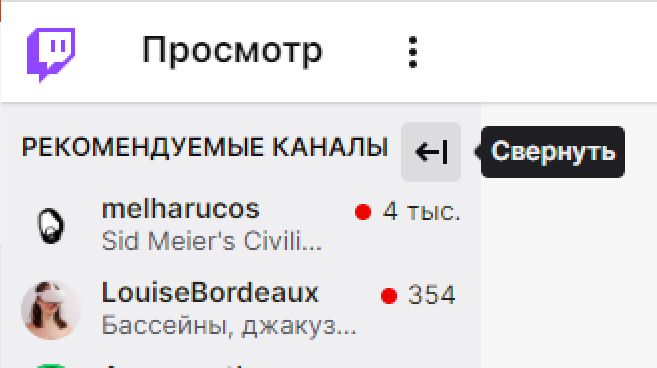 Просмотр
РЕКОМЕНДУЕМЫЕ КАНАЛЫ
Свернуть
melharucos
4 тыс.
Sid Meier's Civili...
LouiseBordeaux
354
Бассейны, джакуз...